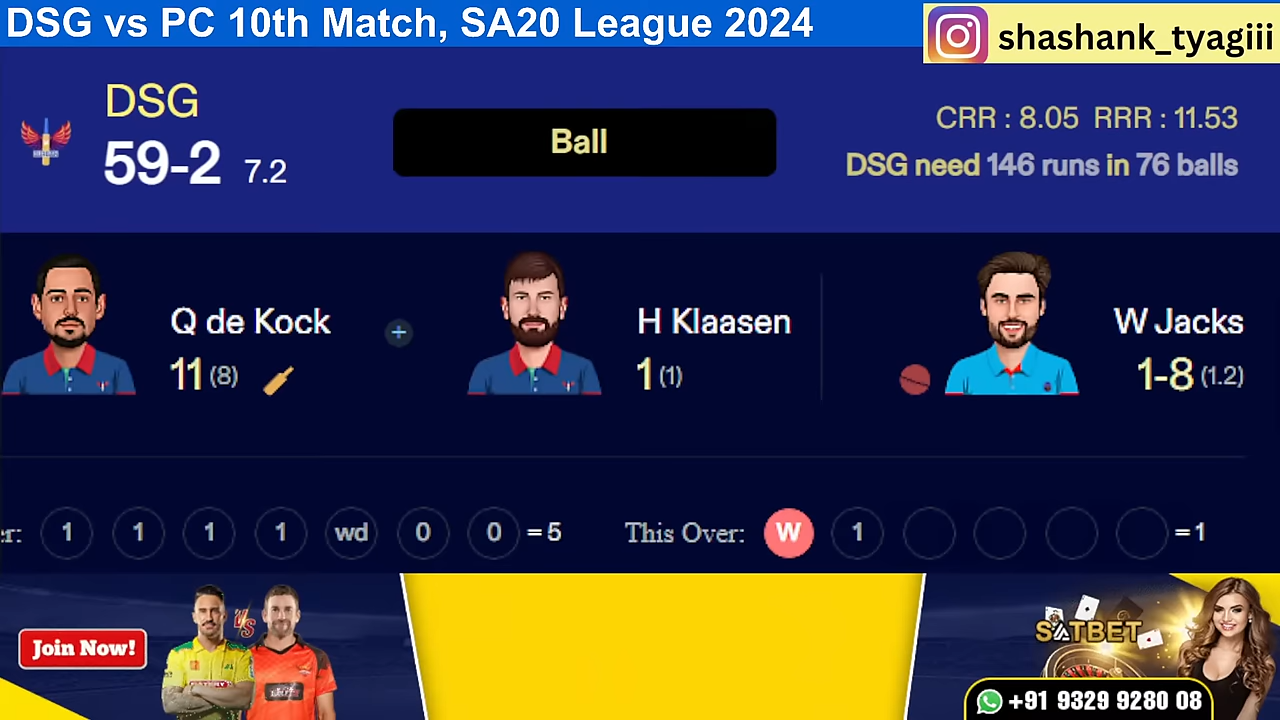 DSG vs PC 10th Match, SA20 League 2024
shashank_tyagiii
DSG
59-2 7.2
Ball
CRR : 8.05 RRR : 11.53
DSG need 146 runs in 76 balls
Q de Kock
11 (8)
+
H Klaasen
1 (1)
W Jacks
1-8 (1.2)
er: 1 1 1 1 wd 0 0 = 5 This Over: W 1 = 1
Join Now!
VS
SATBET
+91 9329 9280 08